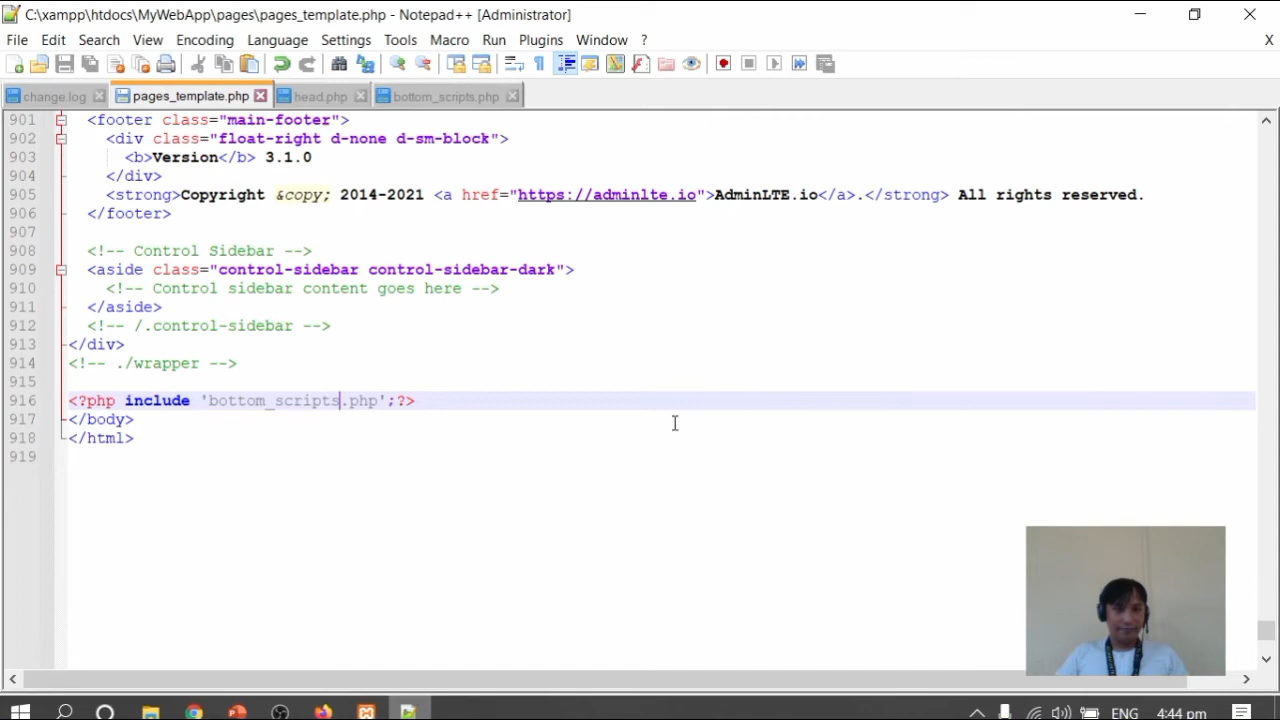 C:\xampp\htdocs\MyWebApp\pages\pages_template.php - Notepad++ [Administrator]
File Edit Search View Encoding Language Settings Tools Macro Run Plugins Window ? X
change.log pages_template.php head.php bottom_scripts.php
901 <footer class="main-footer">
902 <div class="float-right d-none d-sm-block">
903 <b>Version</b> 3.1.0
904 </div>
905 <strong>Copyright &copy; 2014-2021 <a href="https://adminlte.io">AdminLTE.io</a>.</strong> All rights reserved.
906 </footer>
907
908 <!-- Control Sidebar -->
909 <aside class="control-sidebar control-sidebar-dark">
910 <!-- Control sidebar content goes here -->
911 </aside>
912 <!-- /.control-sidebar -->
913 </div>
914 <!-- ./wrapper -->
915
916 <?php include 'bottom_scripts.php';?>
917 </body>
918 </html>
919
ENG 4:44 pm